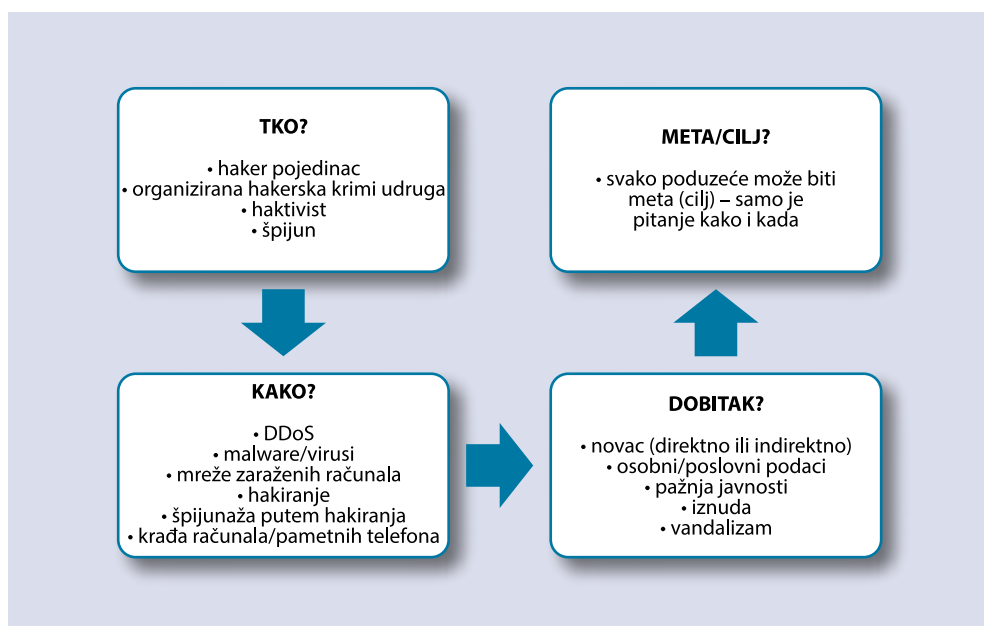 TKO?
• haker pojedinac
• organizirana hakerska krimi udruga
• haktivist
• špijun
KAKO?
• DDoS
• malware/virusi
• mreže zaraženih računala
• hakiranje
• špijunaža putem hakiranja
• krađa računala/pametnih telefona
DOBITAK?
• novac (direktno ili indirektno)
• osobni/poslovni podaci
• pažnja javnosti
• iznuda
• vandalizam
META/CILJ?
• svako poduzeće može biti
meta (cilj) – samo je
pitanje kako i kada